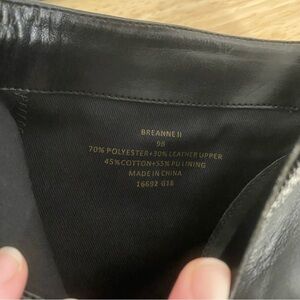 BREANNE II
9B
70% POLYESTER+30% LEATHER UPPER
45%COTTON+55%PU LINING
MADE IN CHINA
16692 G18